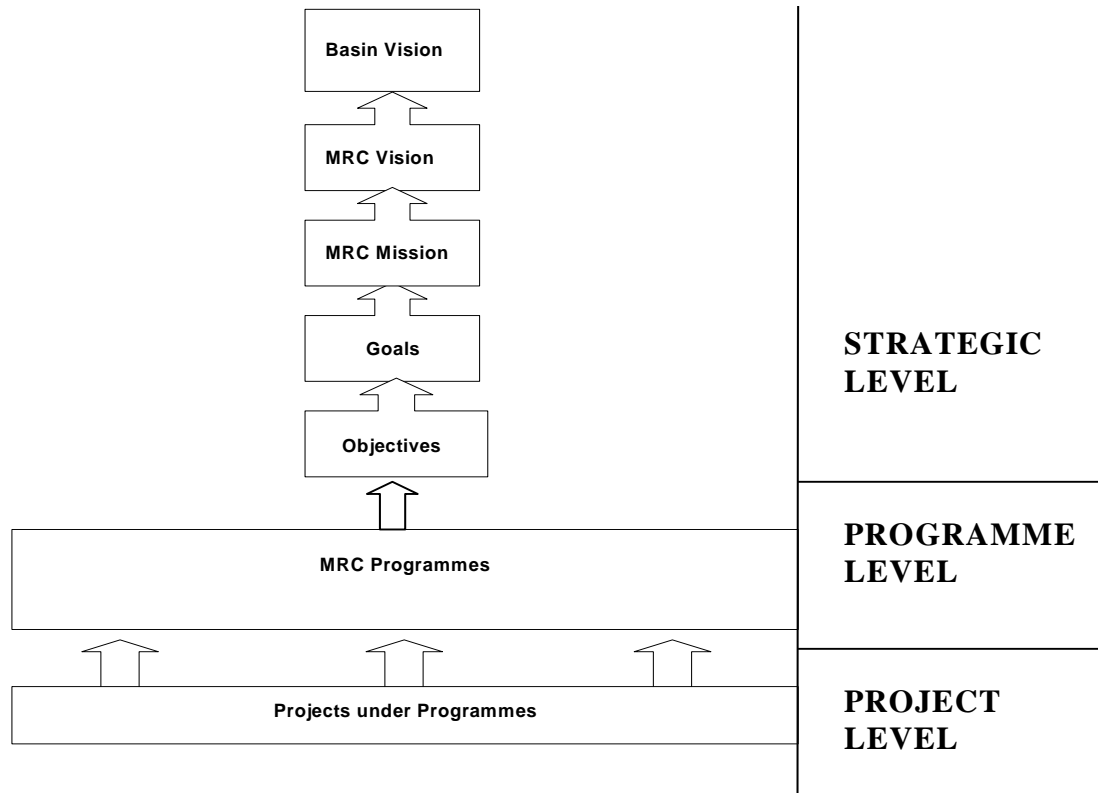 Basin Vision
MRC Vision
MRC Mission
Goals
Objectives
MRC Programmes
Projects under Programmes
STRATEGIC
LEVEL
PROGRAMME
LEVEL
PROJECT
LEVEL